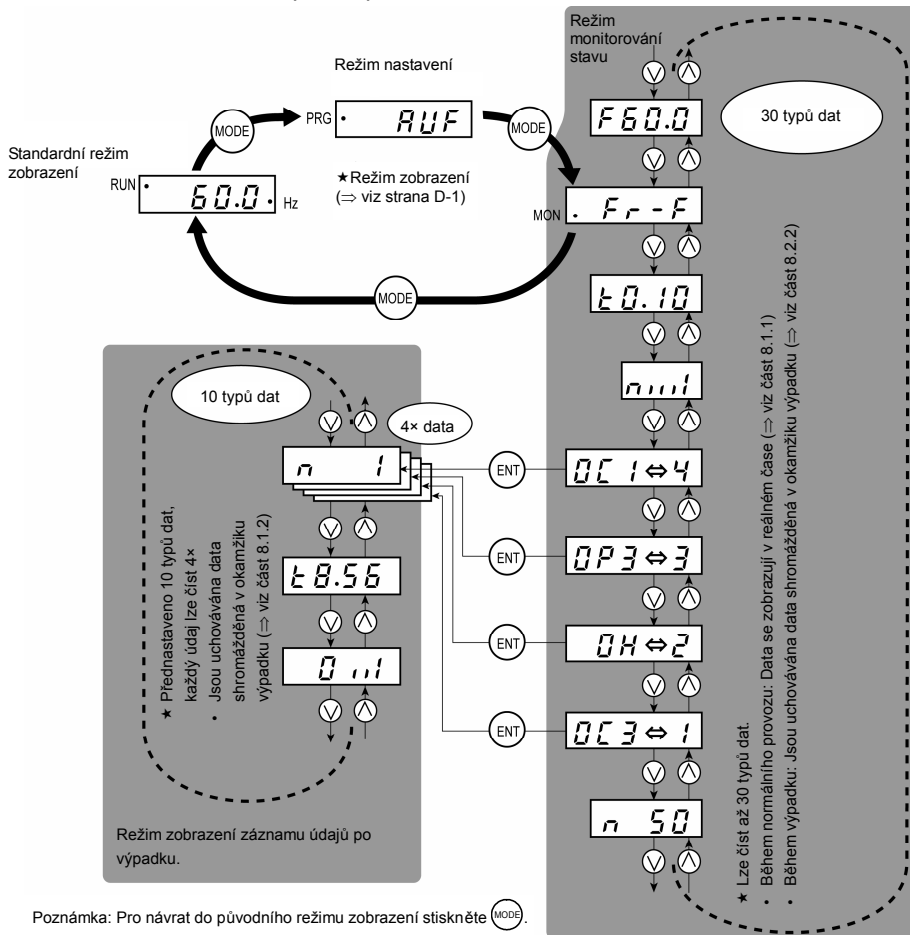 Režim
monitorování
stavu
Režim nastavení
MODE
PRG
AUF
MODE
F60.0
30 typů dat
Standardní režim
zobrazení
RUN
60.0
Hz
★Režim zobrazení
(⇒ viz strana D-1)
MON
Fr-F
MODE
t0.10
10 typů dat
4× data
n 1
ENT
OC1⇔4
t8.56
ENT
OP3⇔3
0
ENT
OH⇔2
ENT
OC3⇔1
n 50
★ Přednastaveno 10 typů dat,
každý údaj lze číst 4×
• Jsou uchovávána data
shromážděná v okamžiku
výpadku (⇒ viz část 8.1.2)
★ Lze číst až 30 typů dat.
• Během normálního provozu: Data se zobrazují v reálném čase (⇒ viz část 8.1.1)
• Během výpadku: Jsou uchovávána data shromážděná v okamžiku výpadku (⇒ viz část 8.2.2)
Režim zobrazení záznamu údajů po
výpadku.
Poznámka: Pro návrat do původního režimu zobrazení stiskněte MODE.